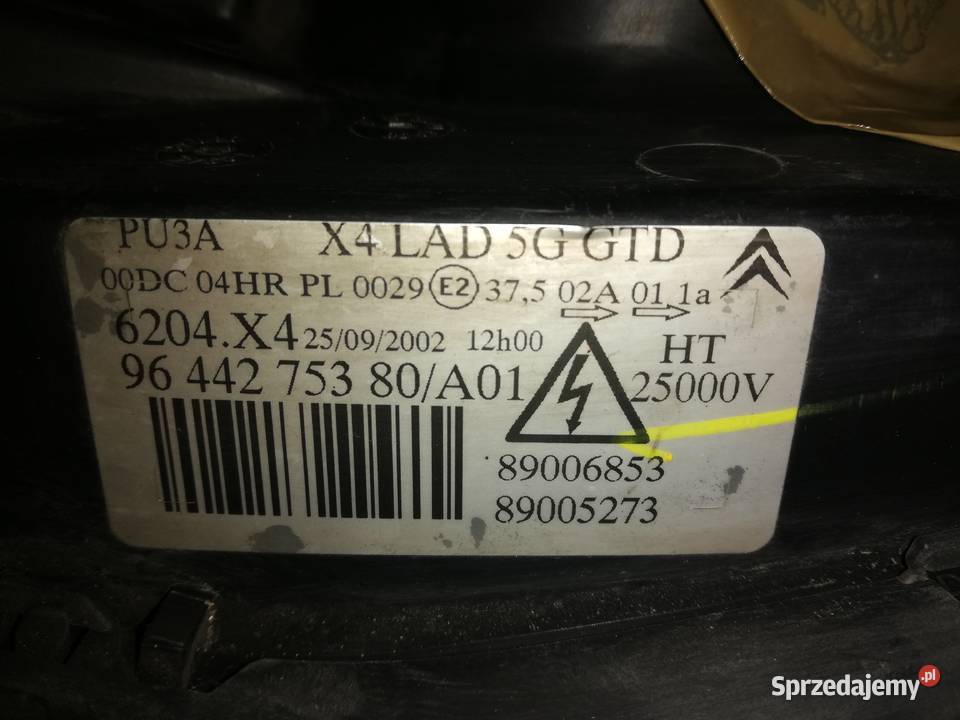 PU3A X4 LAD 5G GTD
00DC 04HR PL 0029 E2 37,5 02A 01 1a
6204.X4 25/09/2002 12h00 HT
96 442 753 80/A01 25000V
89006853
89005273
Sprzedajemy.pl